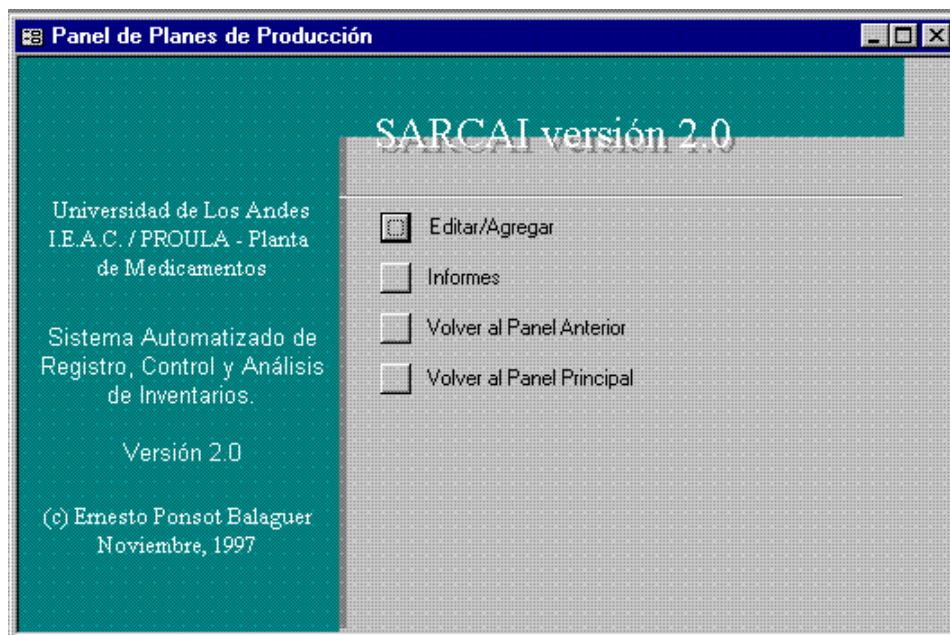 Panel de Planes de Producción
SARCAI versión 2.0
Universidad de Los Andes
I.E.A.C. / PROULA - Planta
de Medicamentos
Sistema Automatizado de
Registro, Control y Análisis
de Inventarios.
Versión 2.0
(c) Ernesto Ponsot Balaguer
Noviembre, 1997
Editar/Agregar
Informes
Volver al Panel Anterior
Volver al Panel Principal